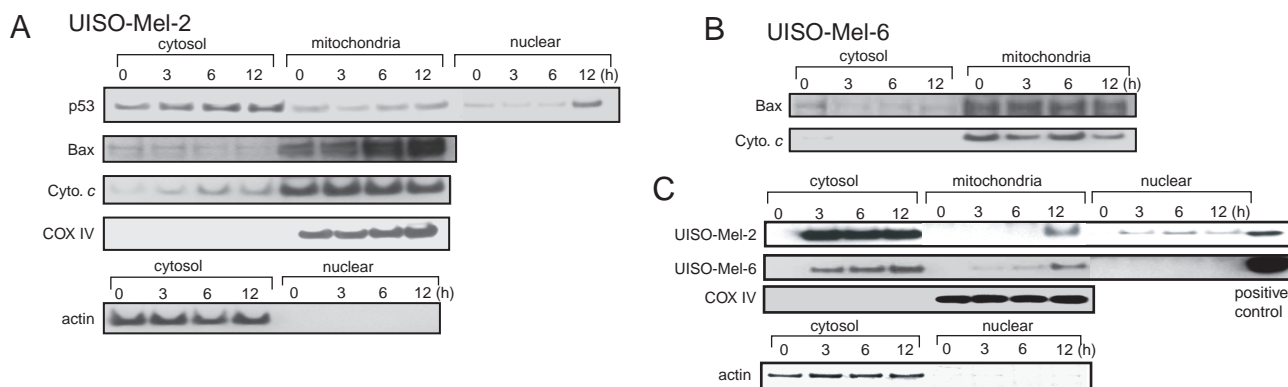 A UISO-Mel-2
cytosol mitochondria nuclear
0 3 6 12 0 3 6 12 0 3 6 12 (h)
p53
Bax
Cyto. c
COX IV
cytosol nuclear
0 3 6 12 0 3 6 12 (h)
actin
B UISO-Mel-6
cytosol mitochondria
0 3 6 12 0 3 6 12 (h)
Bax
Cyto. c
C
cytosol mitochondria nuclear
0 3 6 12 0 3 6 12 0 3 6 12 (h)
UISO-Mel-2
UISO-Mel-6
COX IV
positive
control
cytosol nuclear
0 3 6 12 0 3 6 12 (h)
actin